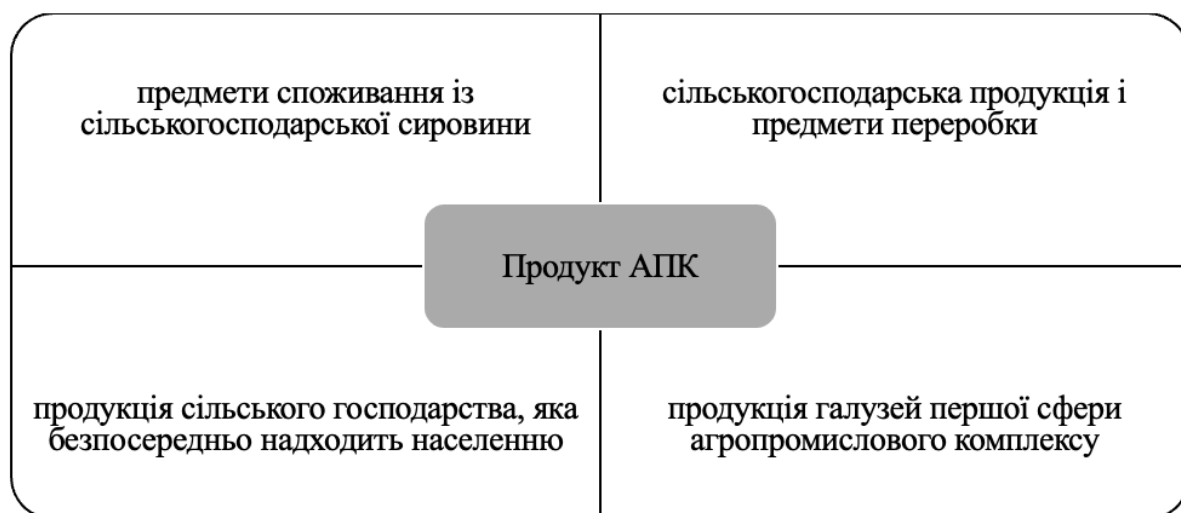 предмети споживання із
сільськогосподарської сировини
сільськогосподарська продукція і
предмети переробки
Продукт АПК
продукція сільського господарства, яка
безпосередньо надходить населенню
продукція галузей першої сфери
агропромислового комплексу